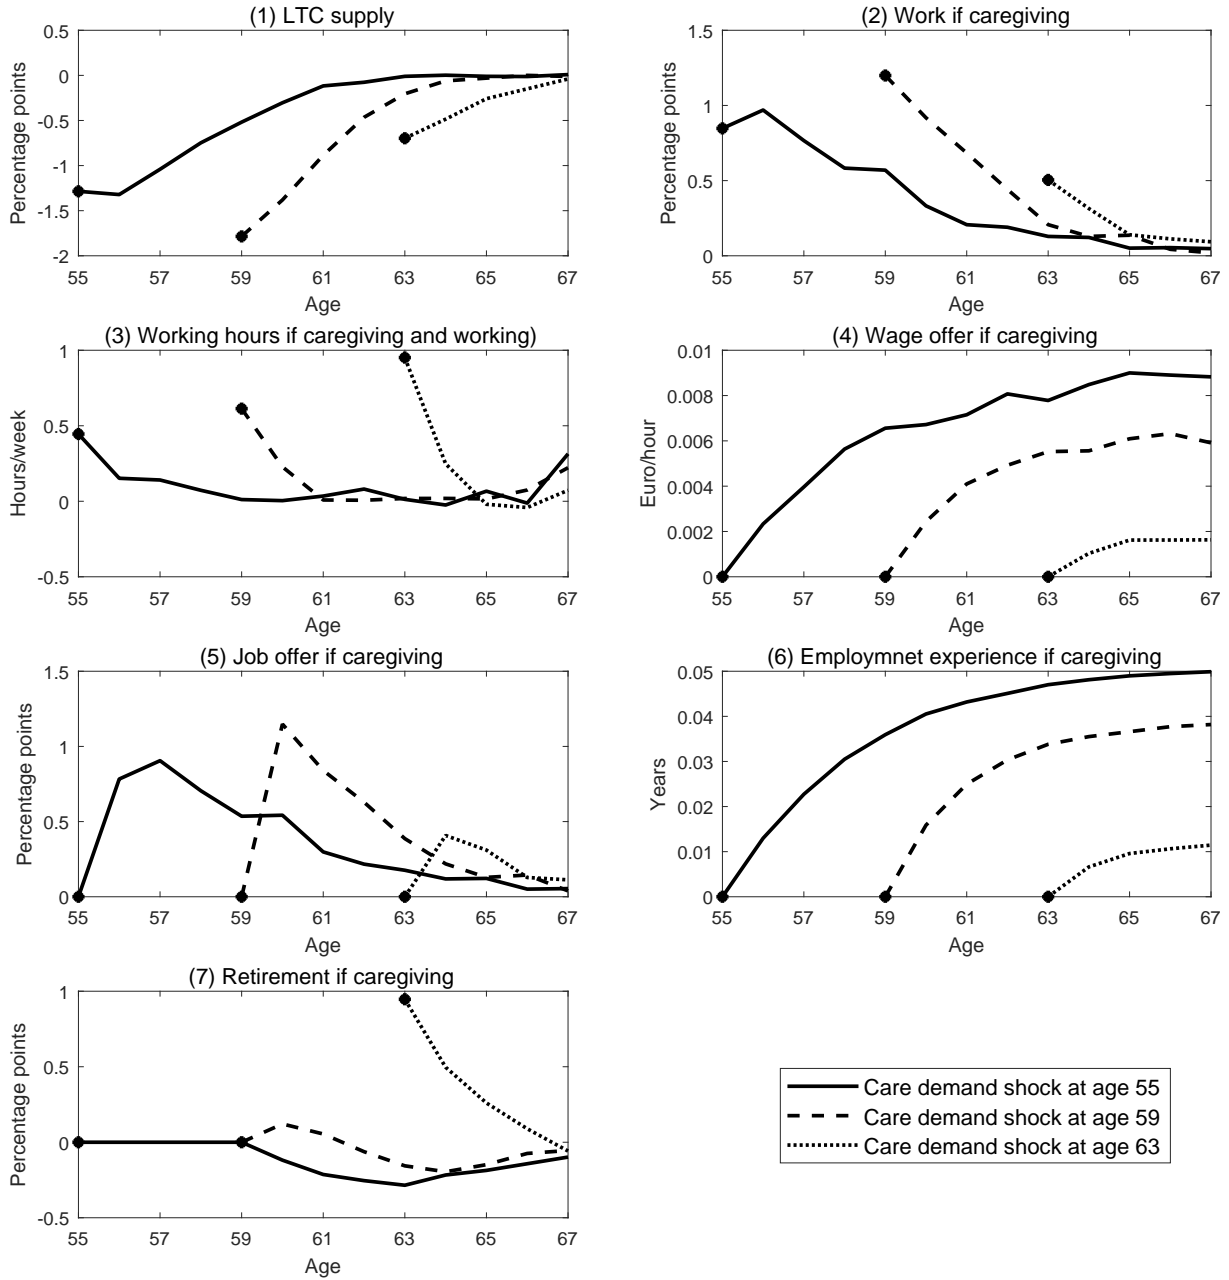 (1) LTC supply
Percentage points
0.5
0
-0.5
-1
-1.5
-2
55 57 59 61 63 65 67
Age
(2) Work if caregiving
Percentage points
1.5
1
0.5
0
55 57 59 61 63 65 67
Age
(3) Working hours if caregiving and working)
Hours/week
1
0.5
0
-0.5
55 57 59 61 63 65 67
Age
(4) Wage offer if caregiving
Euro/hour
0.01
0.008
0.006
0.004
0.002
0
55 57 59 61 63 65 67
Age
(5) Job offer if caregiving
Percentage points
1.5
1
0.5
0
55 57 59 61 63 65 67
Age
(6) Employmnet experience if caregiving
Years
0.05
0.04
0.03
0.02
0.01
0
55 57 59 61 63 65 67
Age
(7) Retirement if caregiving
Percentage points
1
0.5
0
-0.5
55 57 59 61 63 65 67
Age
Care demand shock at age 55
Care demand shock at age 59
Care demand shock at age 63